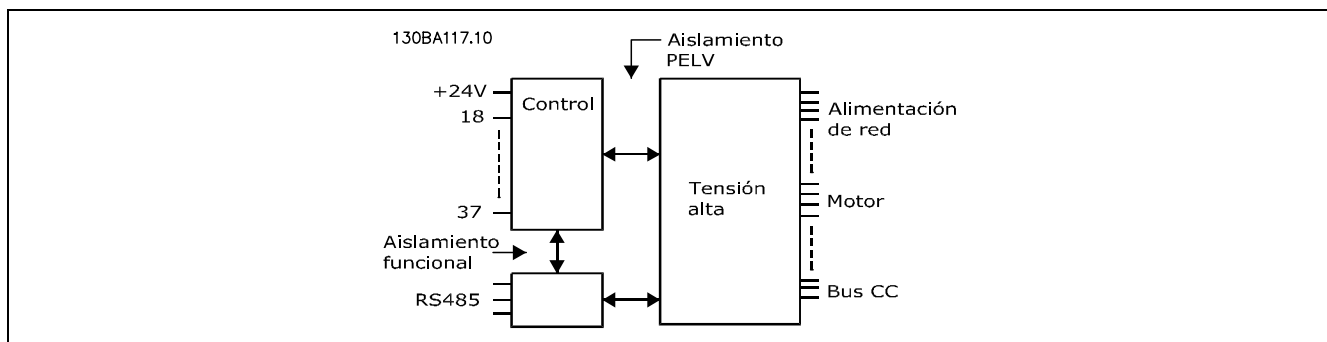 130BA117.10
Aislamiento
PELV
+24V
Control
18
37
Tensión
alta
Alimentación
de red
Motor
Bus CC
Aislamiento
funcional
RS485